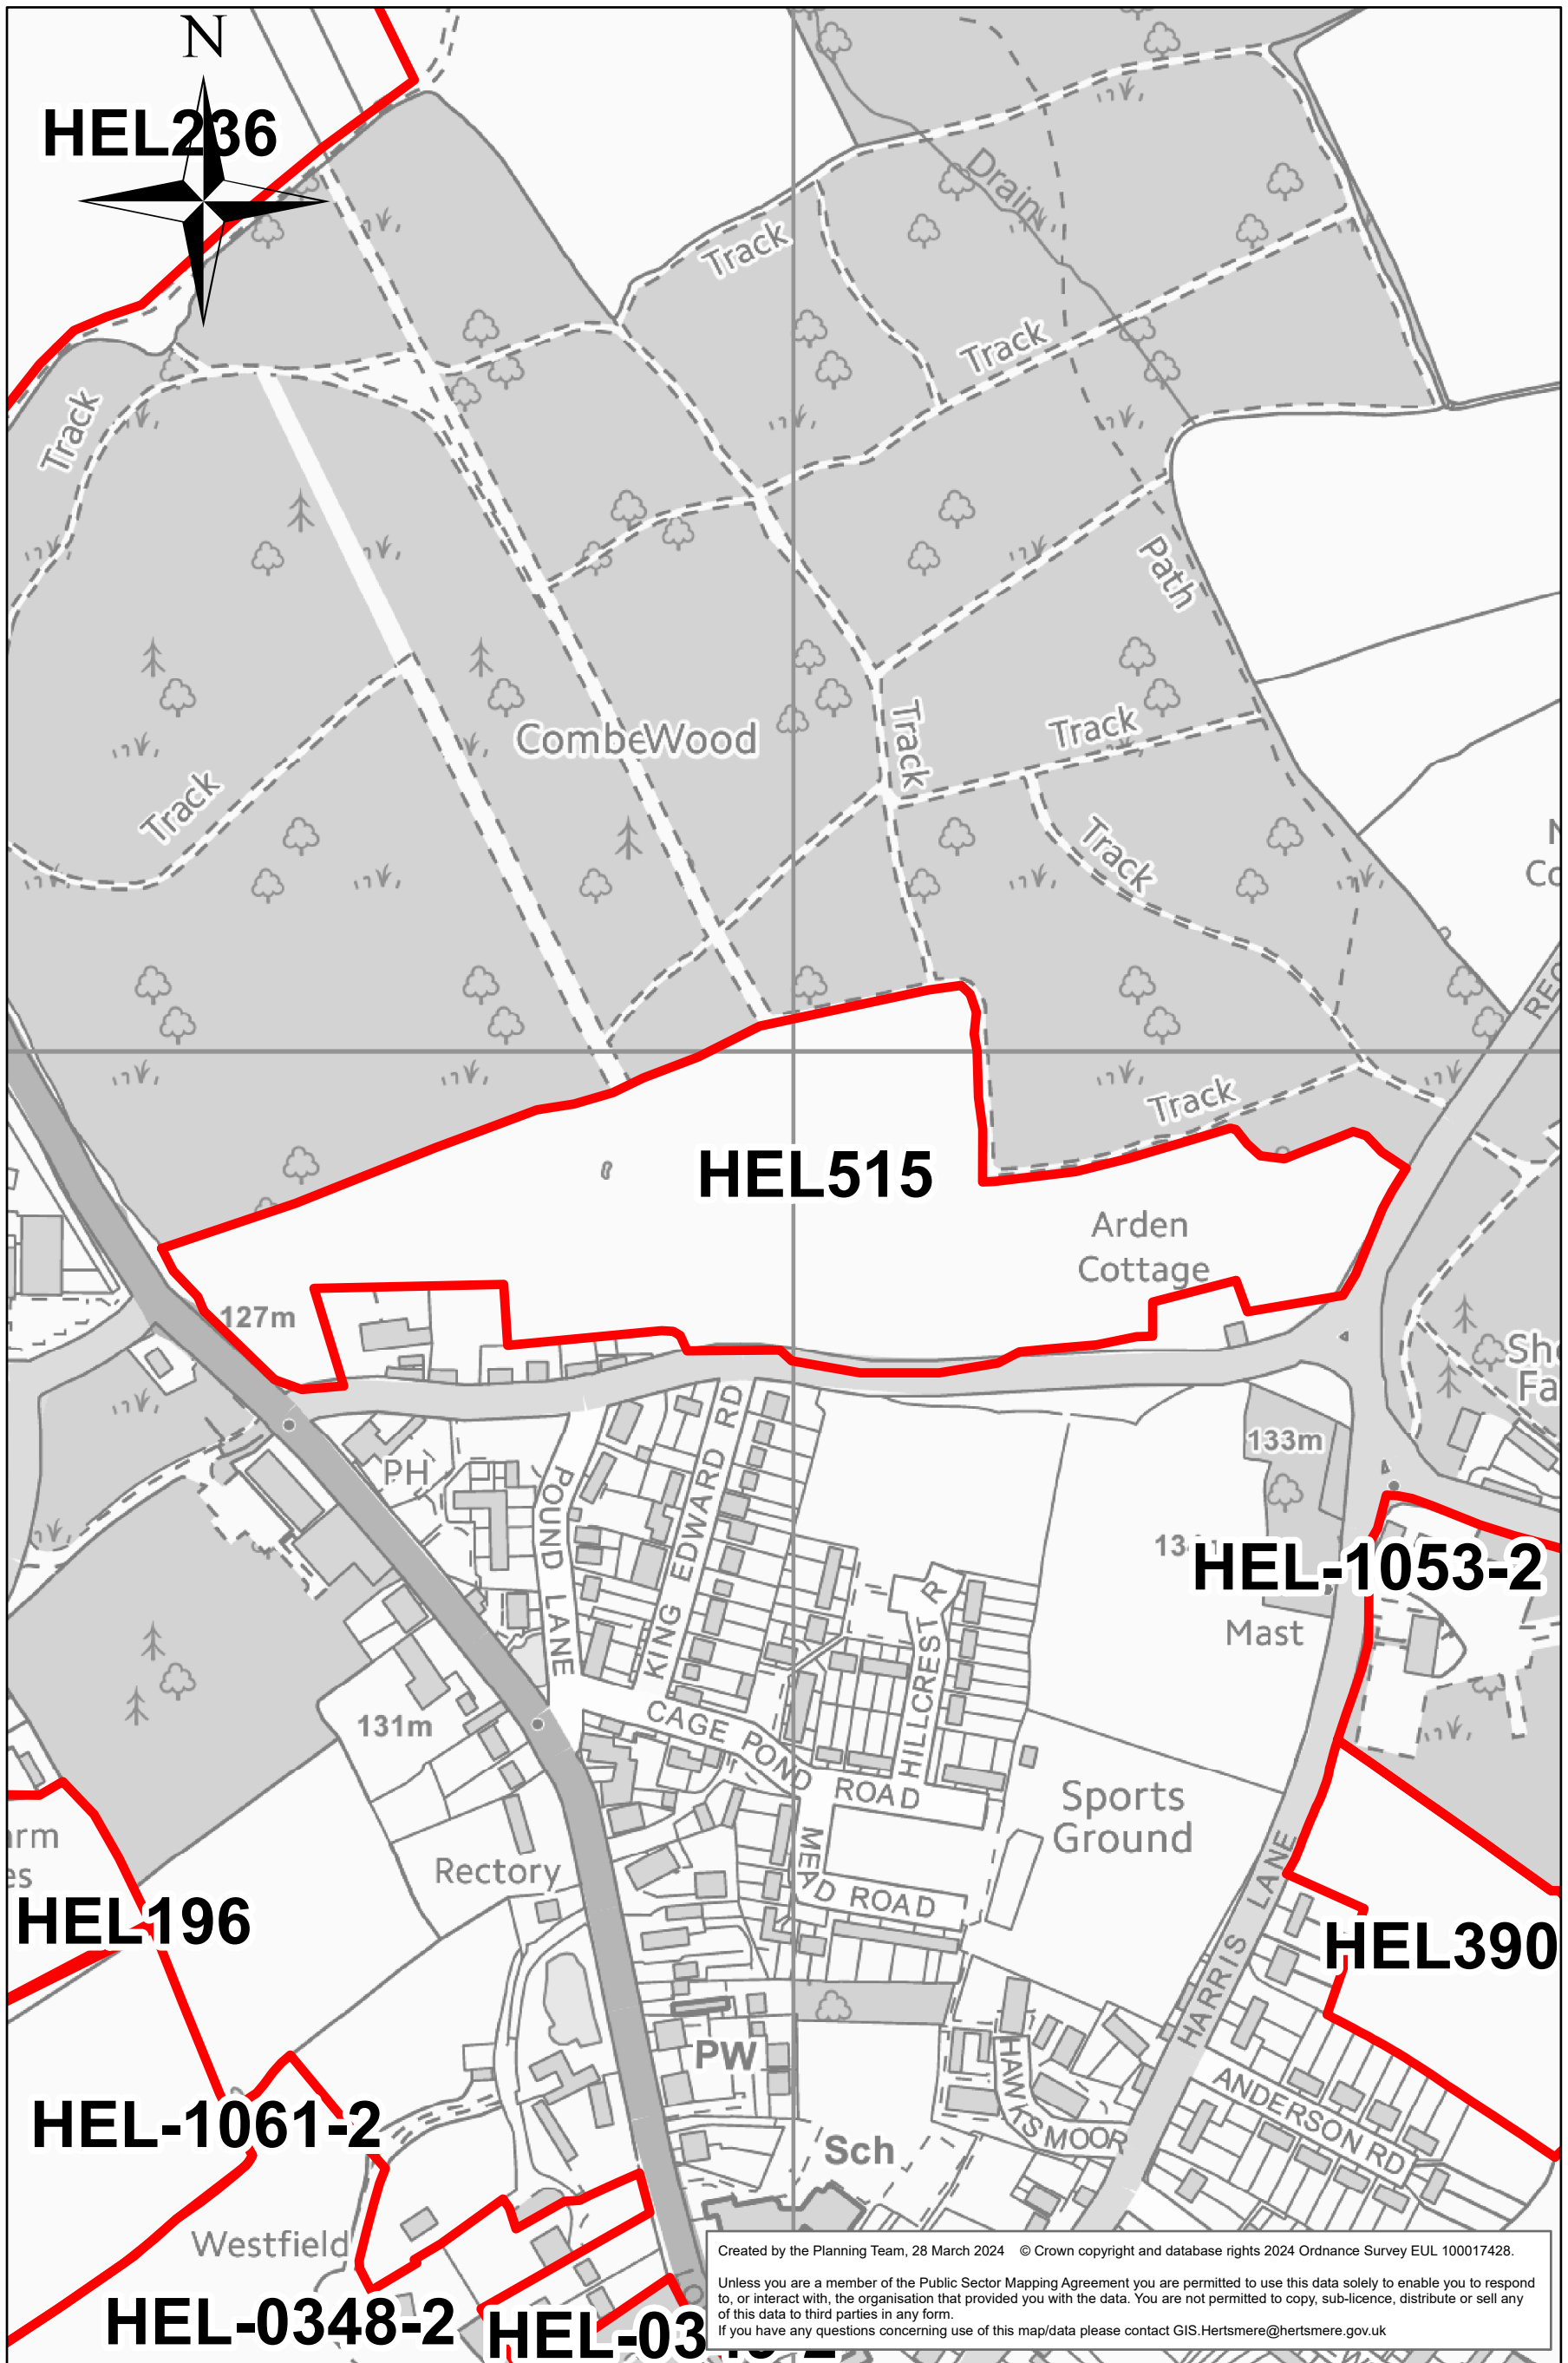 N
HEL236
Drain
Track
Track
Track
Path
CombeWood
Track
Track
Track
Track
Track
HEL515
Arden
Cottage
127m
PH
133m
POUND LANE
KING EDWARD RD
HEL-1053-2
Mast
131m
HILLCREST
CAGE POND ROAD
Sports
Ground
MEAD ROAD
Rectory
HARRIS LANE
HEL196
HEL390
PW
HAWKSMOOR
ANDERSON RD
HEL-1061-2
Sch
Westfield
HEL-0348-2
Created by the Planning Team, 28 March 2024 © Crown copyright and database rights 2024 Ordnance Survey EUL 100017428.
Unless you are a member of the Public Sector Mapping Agreement you are permitted to use this data solely to enable you to respond
to, or interact with, the organisation that provided you with the data. You are not permitted to copy, sub-licence, distribute or sell any
of this data to third parties in any form.
If you have any questions concerning use of this map/data please contact GIS.Hertsmere@hertsmere.gov.uk